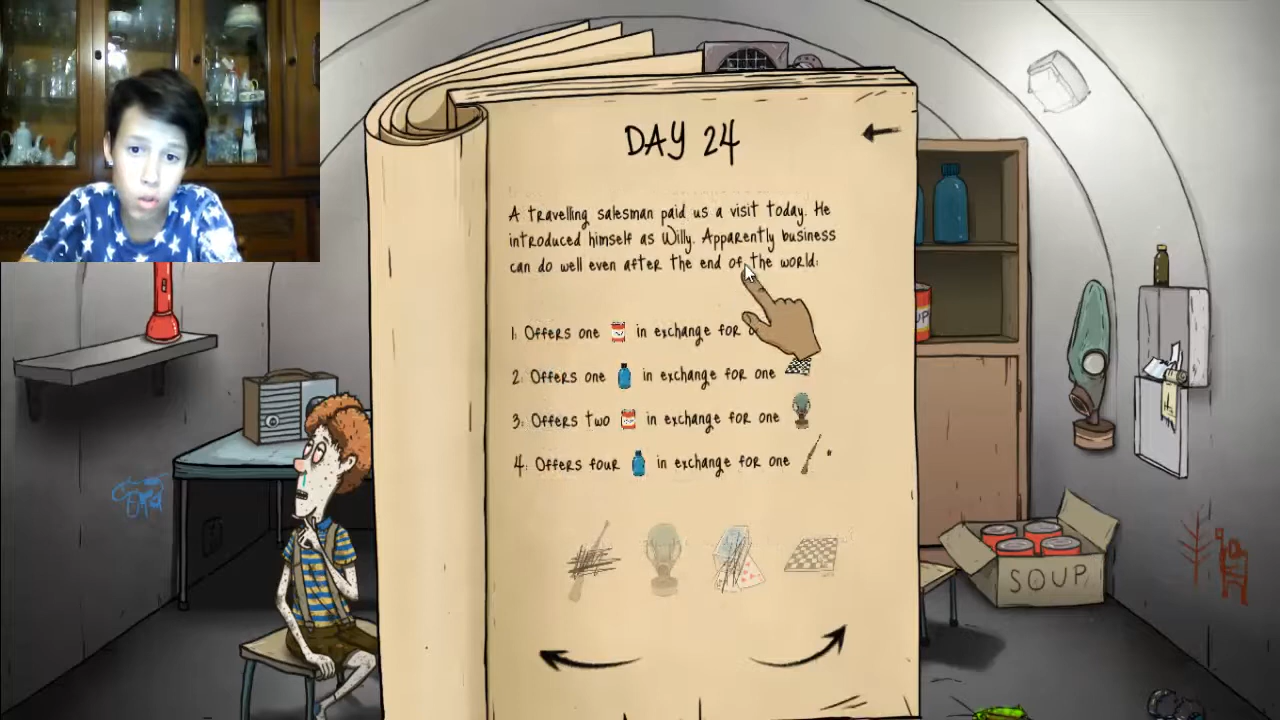 DAY 24
A travelling salesman paid us a visit today. He
introduced himself as Willy. Apparently business
can do well even after the end of the world:
1: Offers one in exchange for
2: Offers one in exchange for one
3: Offers two in exchange for one
4: Offers four in exchange for one
SOUP